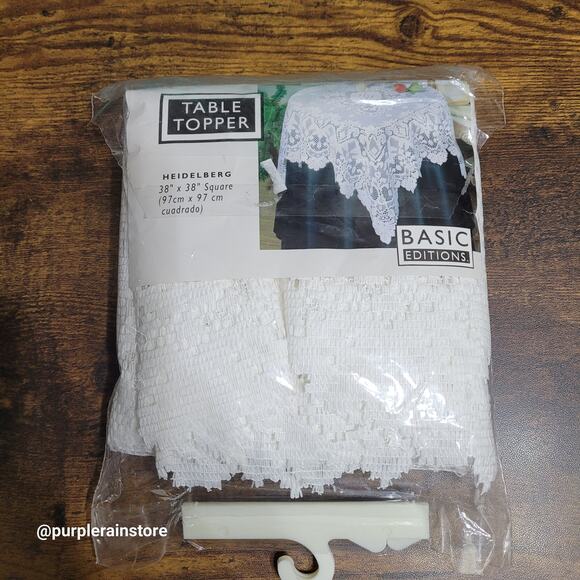 TABLE
TOPPER
HEIDELBERG
38" x 38" Square
(97cm x 97 cm
cuadrado)
BASIC
EDITIONS.
@purplerainstore